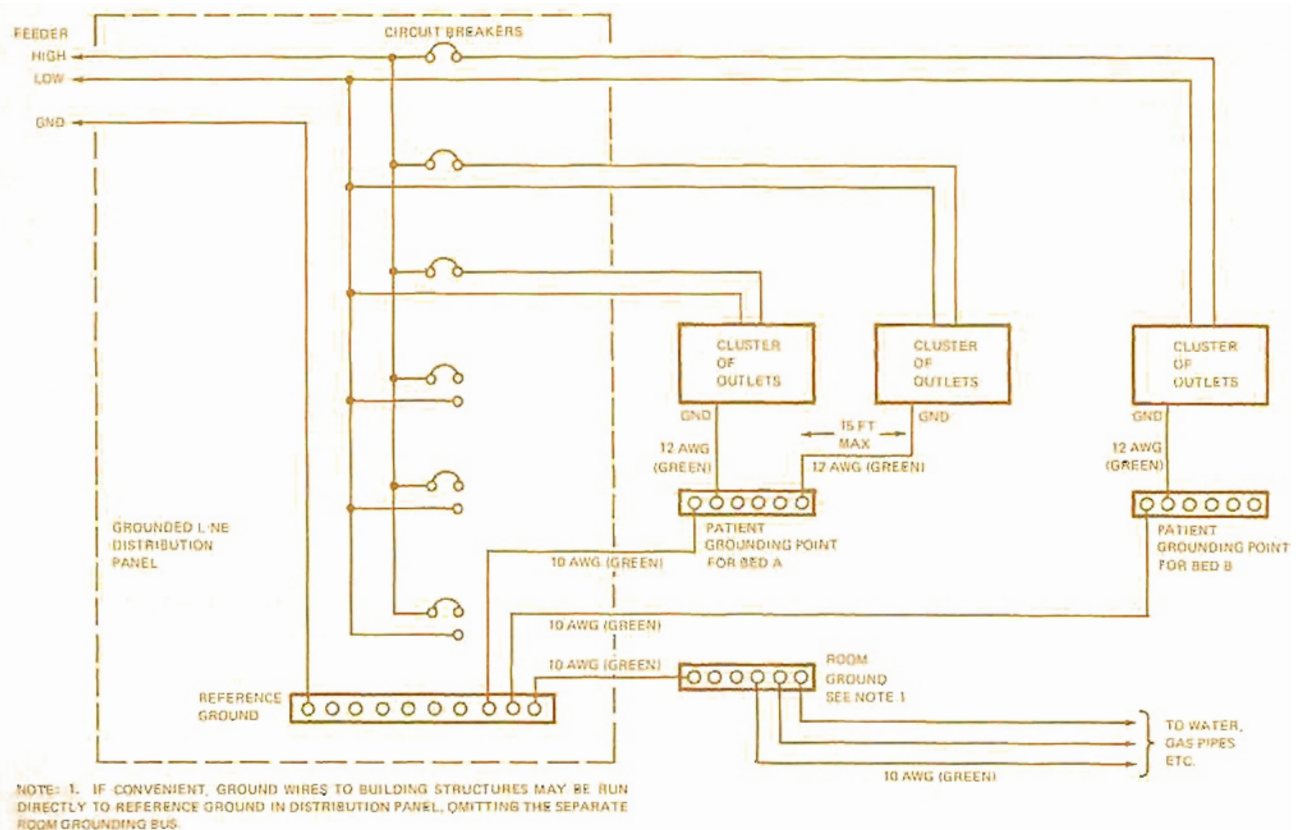 FEEDER
HIGH
LOW
GND
CIRCUIT BREAKERS
CLUSTER
OF
OUTLETS
CLUSTER
OF
OUTLETS
CLUSTER
OF
OUTLETS
GND
GND
GND
15 FT
MAX
12 AWG
(GREEN)
12 AWG (GREEN)
12 AWG
(GREEN)
GROUNDED LINE
DISTRIBUTION
PANEL
PATIENT
GROUNDING POINT
FOR BED A
PATIENT
GROUNDING POINT
FOR BED B
10 AWG (GREEN)
10 AWG (GREEN)
10 AWG (GREEN)
ROOM
GROUND
SEE NOTE 1
REFERENCE
GROUND
TO WATER,
GAS PIPES
ETC.
10 AWG (GREEN)
NOTE: 1. IF CONVENIENT, GROUND WIRES TO BUILDING STRUCTURES MAY BE RUN
DIRECTLY TO REFERENCE GROUND IN DISTRIBUTION PANEL, OMITTING THE SEPARATE
ROOM GROUNDING BUS.